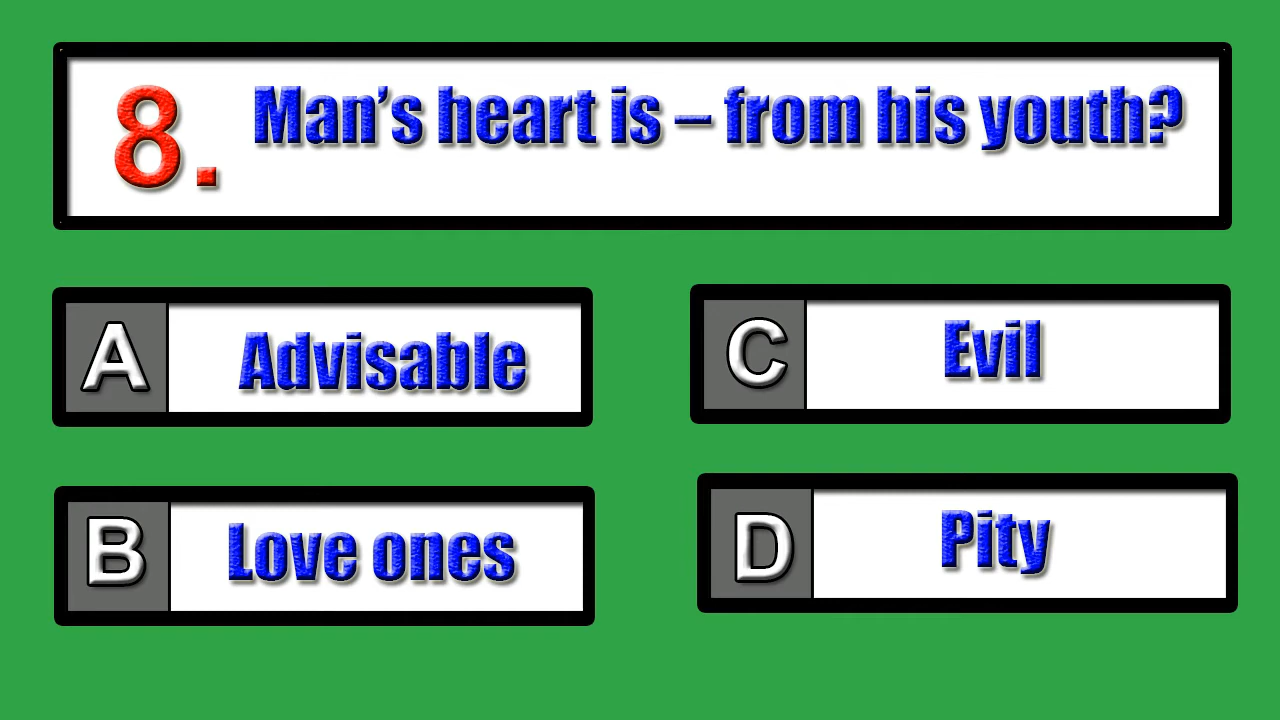 8. Man’s heart is – from his youth?
A Advisable
C Evil
B Love ones
D Pity